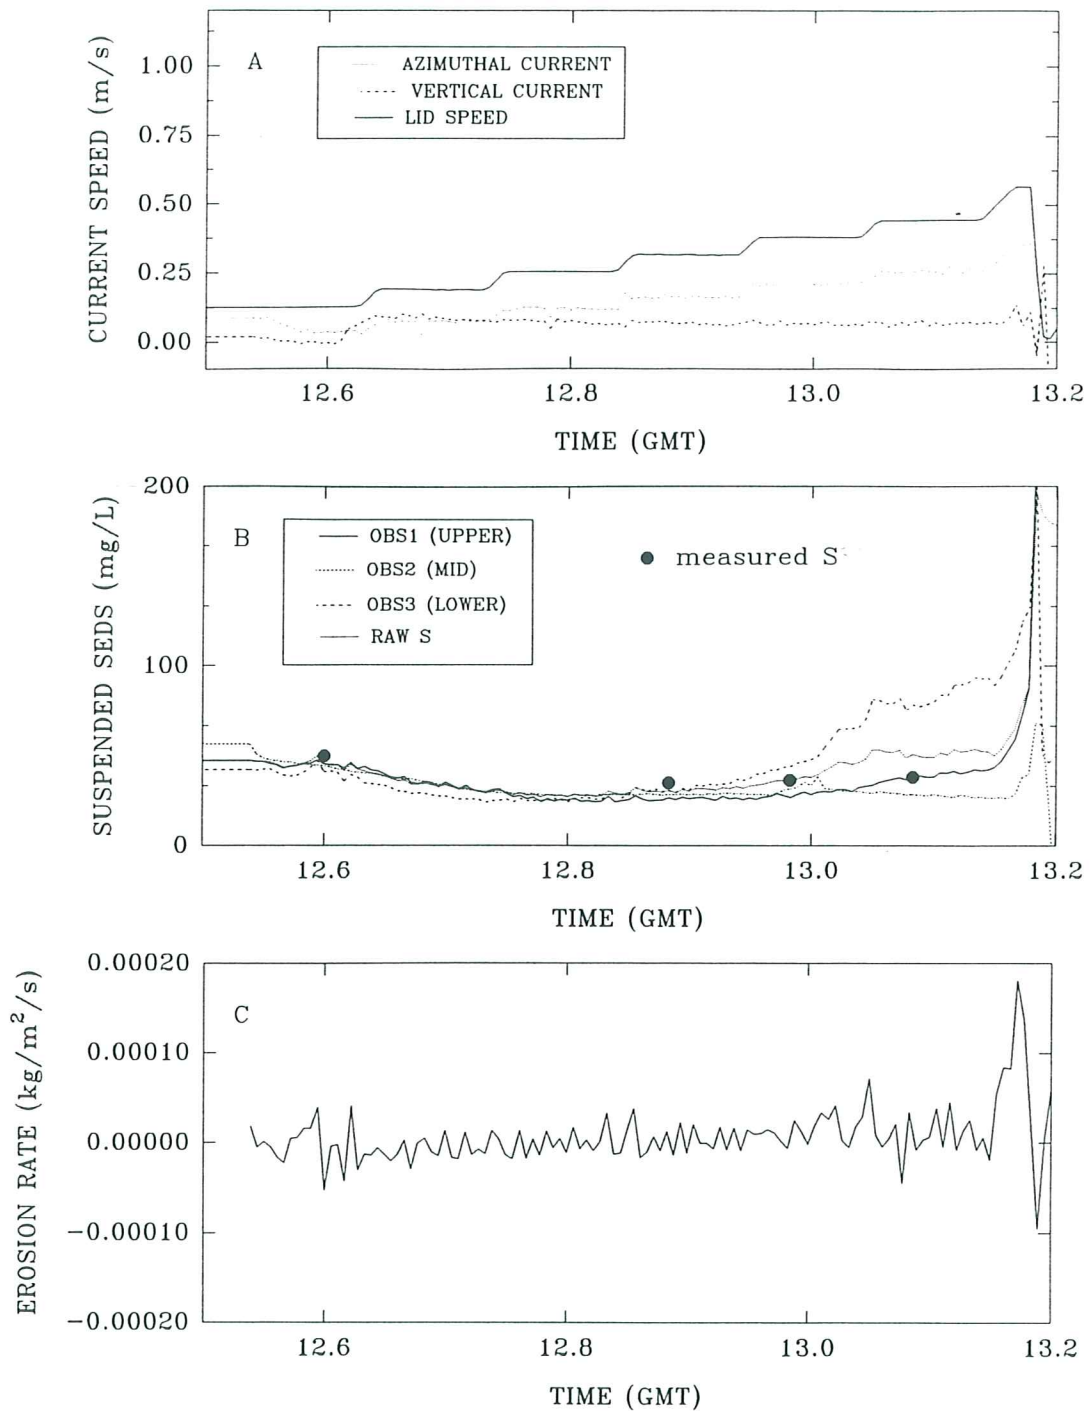 A
AZIMUTHAL CURRENT
VERTICAL CURRENT
LID SPEED
CURRENT SPEED (m/s)
1.00
0.75
0.50
0.25
0.00
12.6 12.8 13.0 13.2
TIME (GMT)
B
OBS1 (UPPER)
OBS2 (MID)
OBS3 (LOWER)
RAW S
measured S
SUSPENDED SEDS (mg/L)
200
100
0
12.6 12.8 13.0 13.2
TIME (GMT)
C
EROSION RATE (kg/m²/s)
0.00020
0.00010
0.00000
−0.00010
−0.00020
12.6 12.8 13.0 13.2
TIME (GMT)